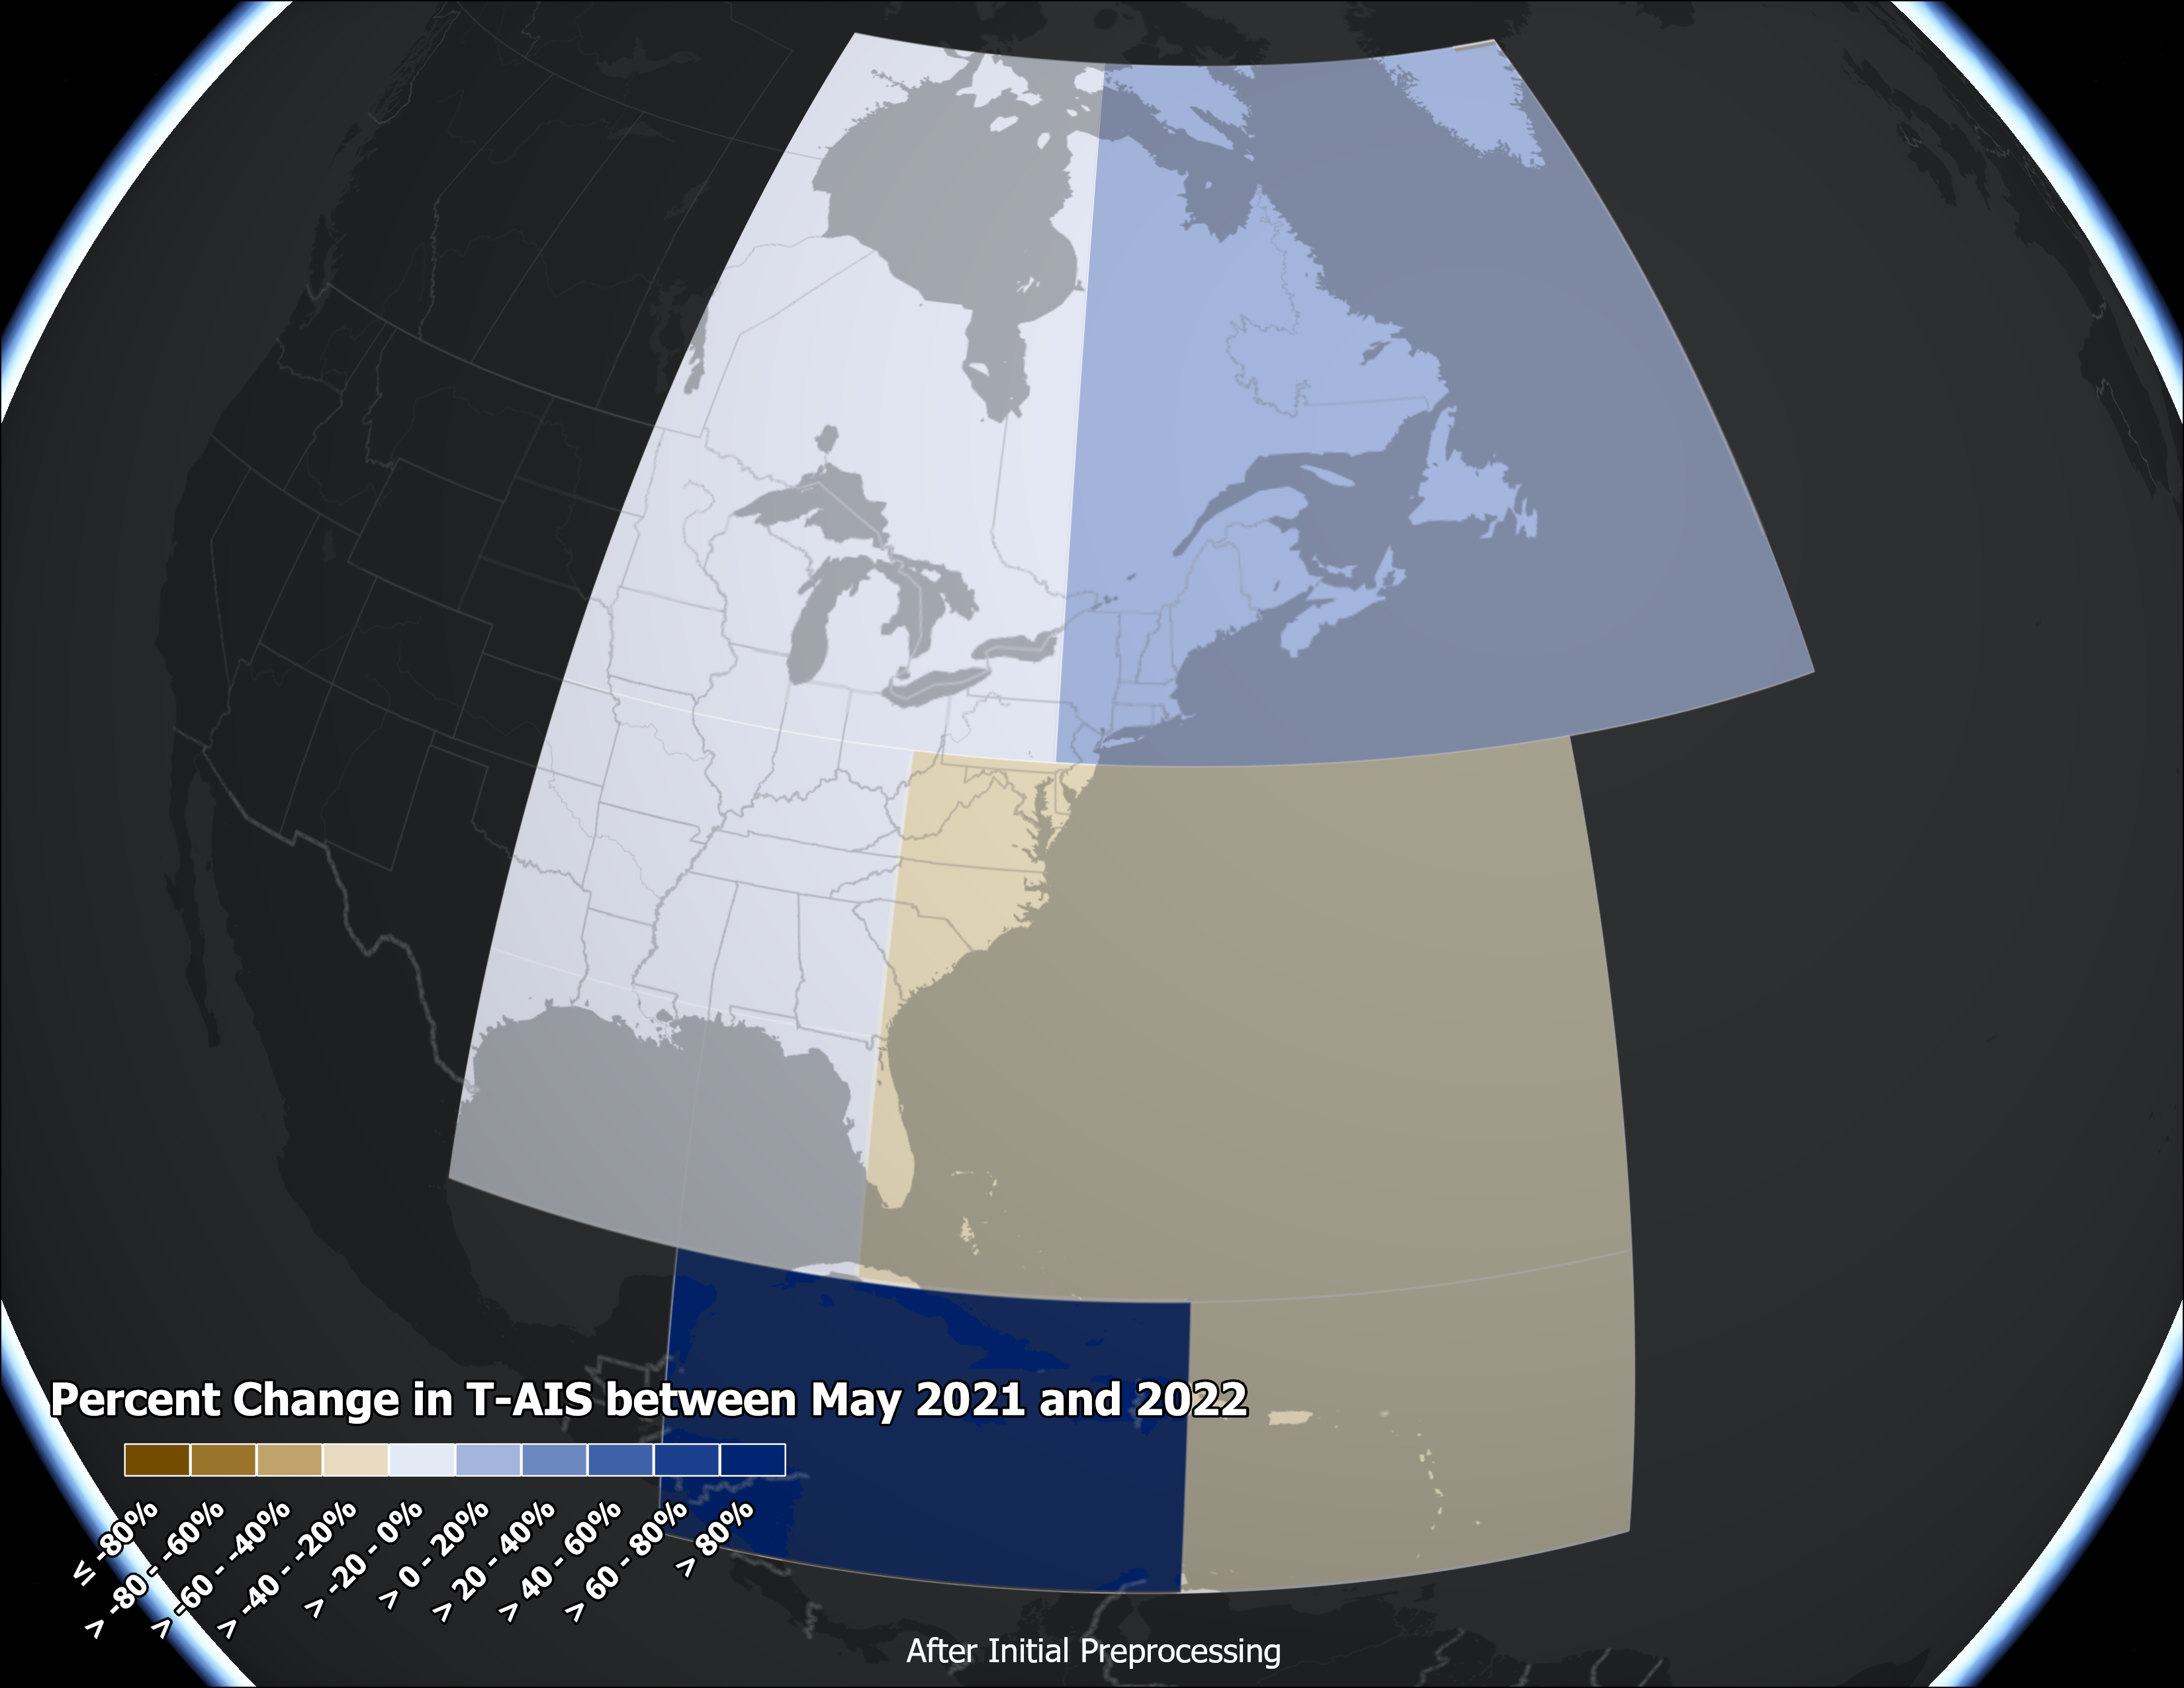 Percent Change in T-AIS between May 2021 and 2022
≤ -80%
> -80 - -60%
> -60 - -40%
> -40 - -20%
> -20 - 0%
> 0 - 20%
> 20 - 40%
> 40 - 60%
> 60 - 80%
> 80%
After Initial Preprocessing